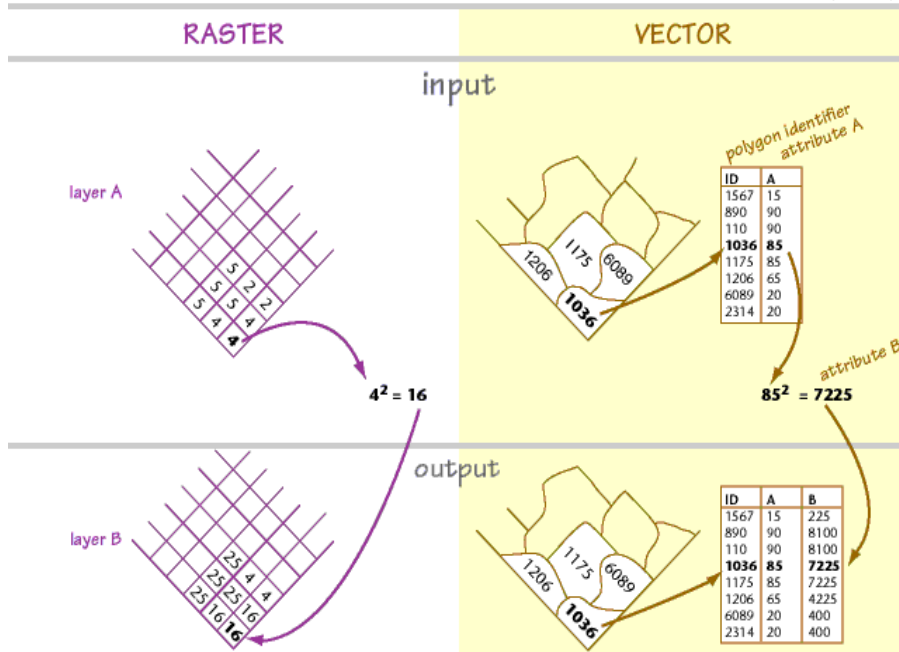 RASTER
VECTOR
input
layer A
5
5 2
5 5 2
4 4
4
4² = 16
polygon identifier
attribute A
1206
1175
6089
1036
ID A
1567 15
890 90
110 90
1036 85
1175 85
1206 65
6089 20
2314 20
85² = 7225
attribute B
output
layer B
25
25 4
25 25 4
16 16
16
1206
1175
6089
1036
ID A B
1567 15 225
890 90 8100
110 90 8100
1036 85 7225
1175 85 7225
1206 65 4225
6089 20 400
2314 20 400